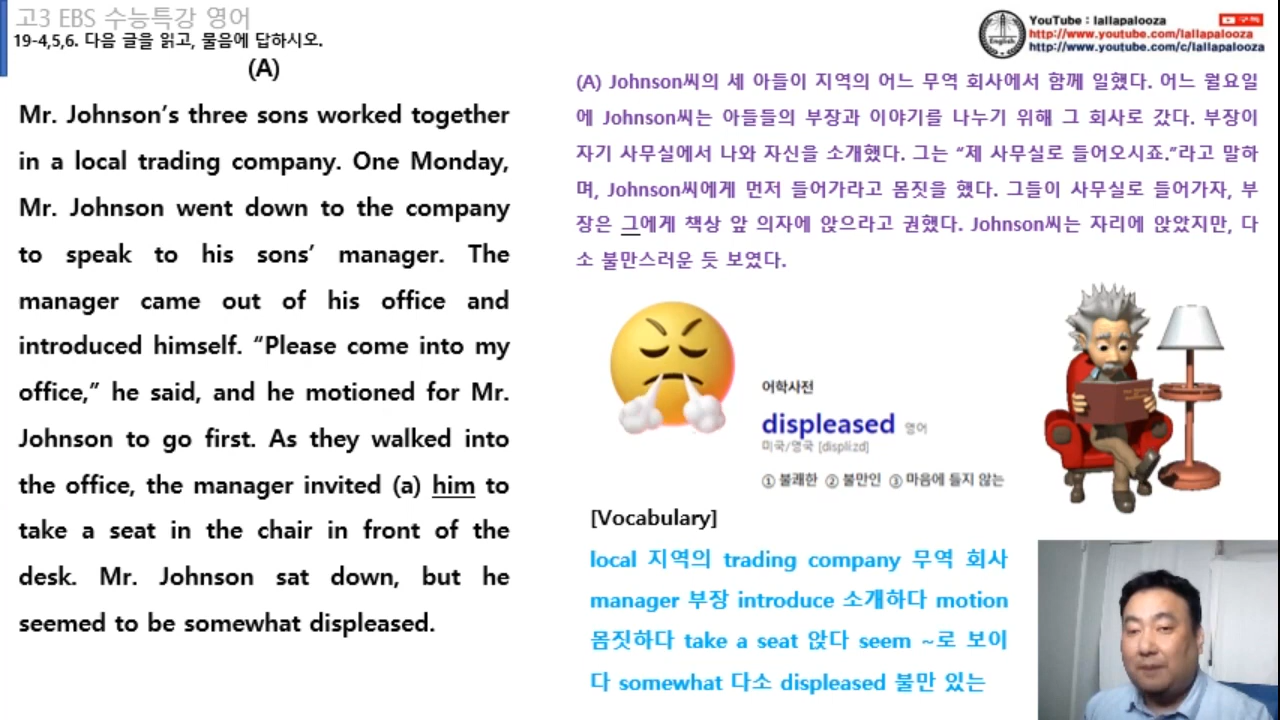 고3 EBS 수능특강 영어
19-4,5,6. 다음 글을 읽고, 물음에 답하시오.
(A)
Mr. Johnson's three sons worked together
in a local trading company. One Monday,
Mr. Johnson went down to the company
to speak to his sons' manager. The
manager came out of his office and
introduced himself. “Please come into my
office,” he said, and he motioned for Mr.
Johnson to go first. As they walked into
the office, the manager invited (a) him to
take a seat in the chair in front of the
desk. Mr. Johnson sat down, but he
seemed to be somewhat displeased.
YouTube : lallapalooza
구독
http://www.youtube.com/lallapalooza
http://www.youtube.com/c/lallapalooza
English
(A) Johnson씨의 세 아들이 지역의 어느 무역 회사에서 함께 일했다. 어느 월요일
에 Johnson씨는 아들들의 부장과 이야기를 나누기 위해 그 회사로 갔다. 부장이
자기 사무실에서 나와 자신을 소개했다. 그는 “제 사무실로 들어오시죠.”라고 말하
며, Johnson씨에게 먼저 들어가라고 몸짓을 했다. 그들이 사무실로 들어가자, 부
장은 그에게 책상 앞 의자에 앉으라고 권했다. Johnson씨는 자리에 앉았지만, 다
소 불만스러운 듯 보였다.
어학사전
displeased 영어
미국/영국 [displíːzd]
① 불쾌한 ② 불만인 ③ 마음에 들지 않는
[Vocabulary]
local 지역의 trading company 무역 회사
manager 부장 introduce 소개하다 motion
몸짓하다 take a seat 앉다 seem ~로 보이
다 somewhat 다소 displeased 불만 있는